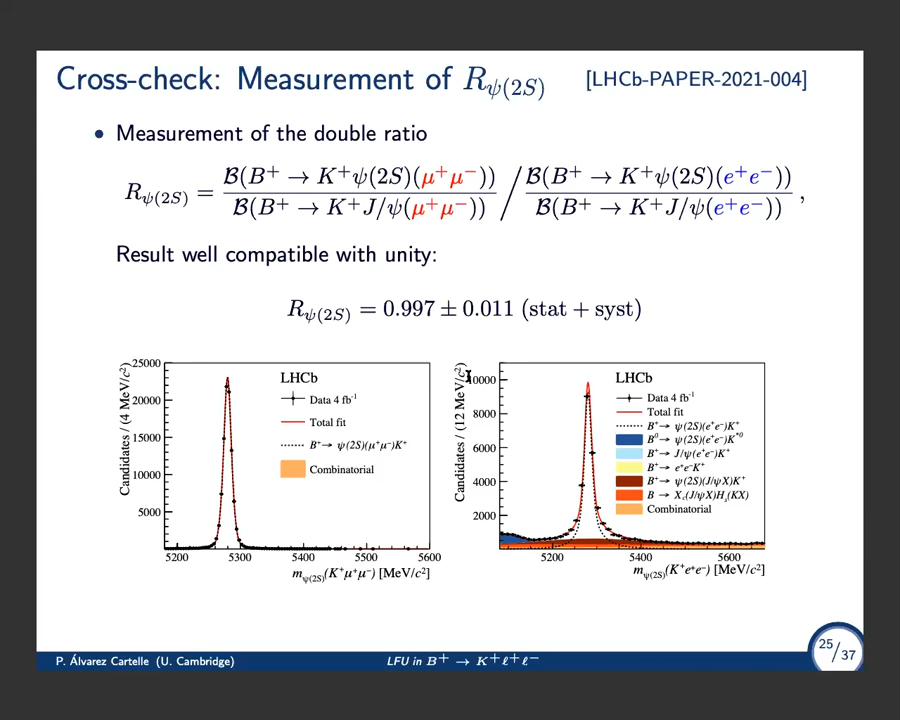 Cross-check: Measurement of R_ψ(2S) [LHCb-PAPER-2021-004]
• Measurement of the double ratio
R_ψ(2S) = B(B⁺ → K⁺ψ(2S)(μ⁺μ⁻)) / B(B⁺ → K⁺J/ψ(μ⁺μ⁻)) / B(B⁺ → K⁺ψ(2S)(e⁺e⁻)) / B(B⁺ → K⁺J/ψ(e⁺e⁻)) ,
Result well compatible with unity:
R_ψ(2S) = 0.997 ± 0.011 (stat + syst)
Candidates / (4 MeV/c²)
25000
20000
15000
10000
5000
LHCb
Data 4 fb⁻¹
Total fit
B⁺→ ψ(2S)(μ⁺μ⁻)K⁺
Combinatorial
5200 5300 5400 5500 5600
m_ψ(2S)(K⁺μ⁺μ⁻) [MeV/c²]
Candidates / (12 MeV/c²)
10000
8000
6000
4000
2000
LHCb
Data 4 fb⁻¹
Total fit
B⁺→ ψ(2S)(e⁺e⁻)K⁺
B⁰→ ψ(2S)(e⁺e⁻)K*⁰
B⁺→ J/ψ(e⁺e⁻)K⁺
B⁺→ e⁺e⁻K⁺
B⁺→ ψ(2S)(J/ψX)K⁺
B → X_c(J/ψX)H_s(KX)
Combinatorial
5200 5400 5600
m_ψ(2S)(K⁺e⁺e⁻) [MeV/c²]
P. Álvarez Cartelle (U. Cambridge) LFU in B⁺ → K⁺ℓ⁺ℓ⁻ 25/37